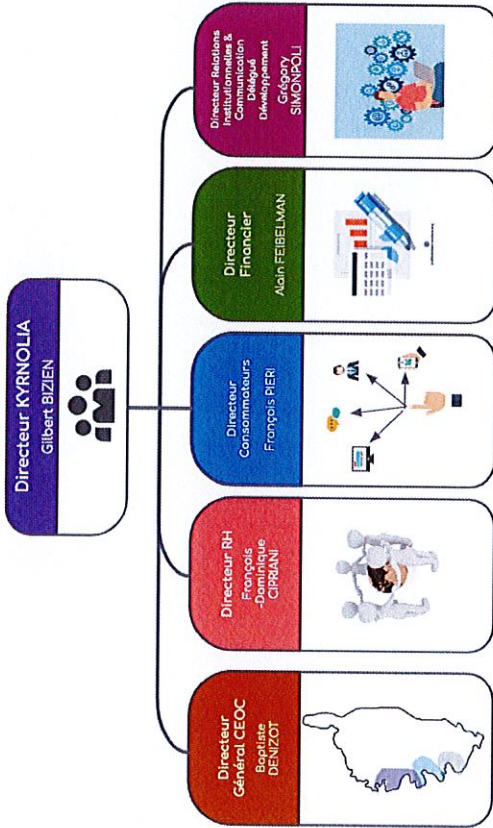 Directeur KYRNOLIA
Gilbert BIZIEN
Directeur
Général CEOC
Baptiste
DENIZOT
Directeur RH
François
-Dominique
CIPRIANI
Directeur
Consommateurs
François PIERI
Directeur
Financier
Alain FEIBELMAN
Directeur Relations
Institutionnelles &
Communication
Délégué
Développement
Grégory
SIMONPOLI